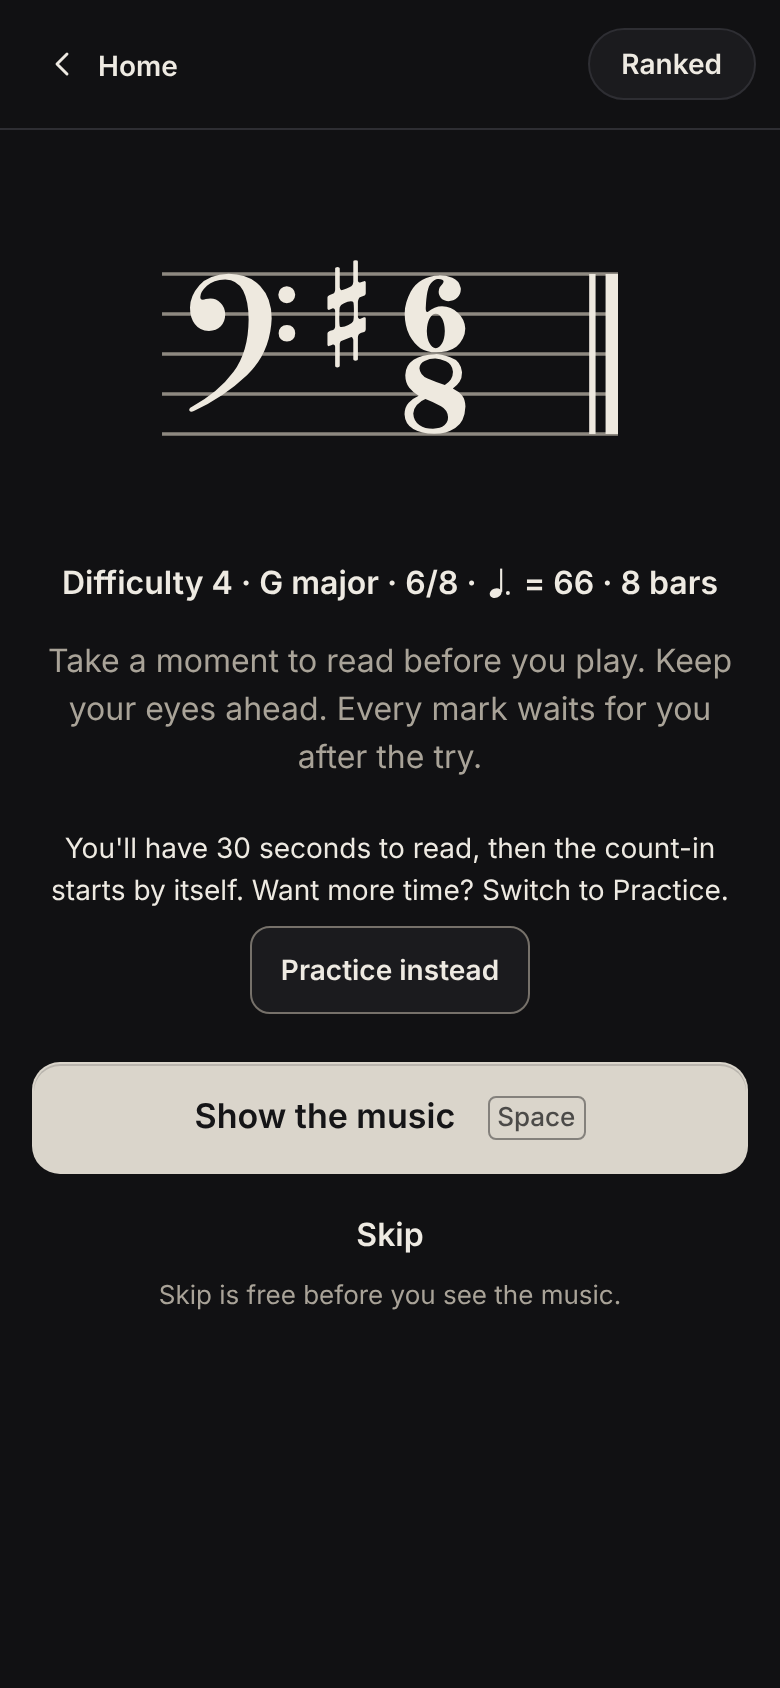 Home
Ranked
6
8
Difficulty 4 · G major · 6/8 · ♩. = 66 · 8 bars
Take a moment to read before you play. Keep
your eyes ahead. Every mark waits for you
after the try.
You'll have 30 seconds to read, then the count-in
starts by itself. Want more time? Switch to Practice.
Practice instead
Show the music Space
Skip
Skip is free before you see the music.